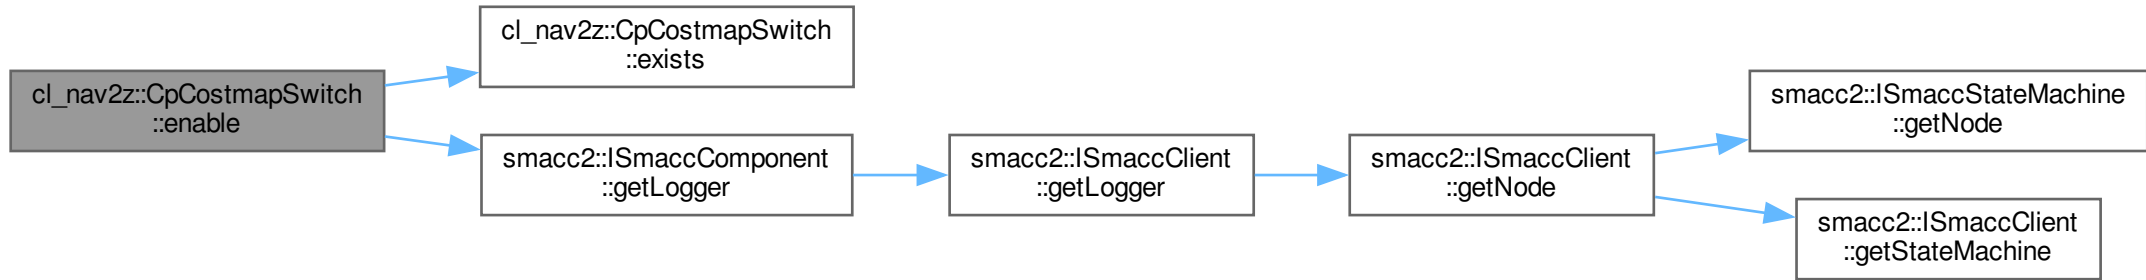 cl_nav2z::CpCostmapSwitch
::enable
cl_nav2z::CpCostmapSwitch
::exists
smacc2::ISmaccComponent
::getLogger
smacc2::ISmaccClient
::getLogger
smacc2::ISmaccClient
::getNode
smacc2::ISmaccStateMachine
::getNode
smacc2::ISmaccClient
::getStateMachine